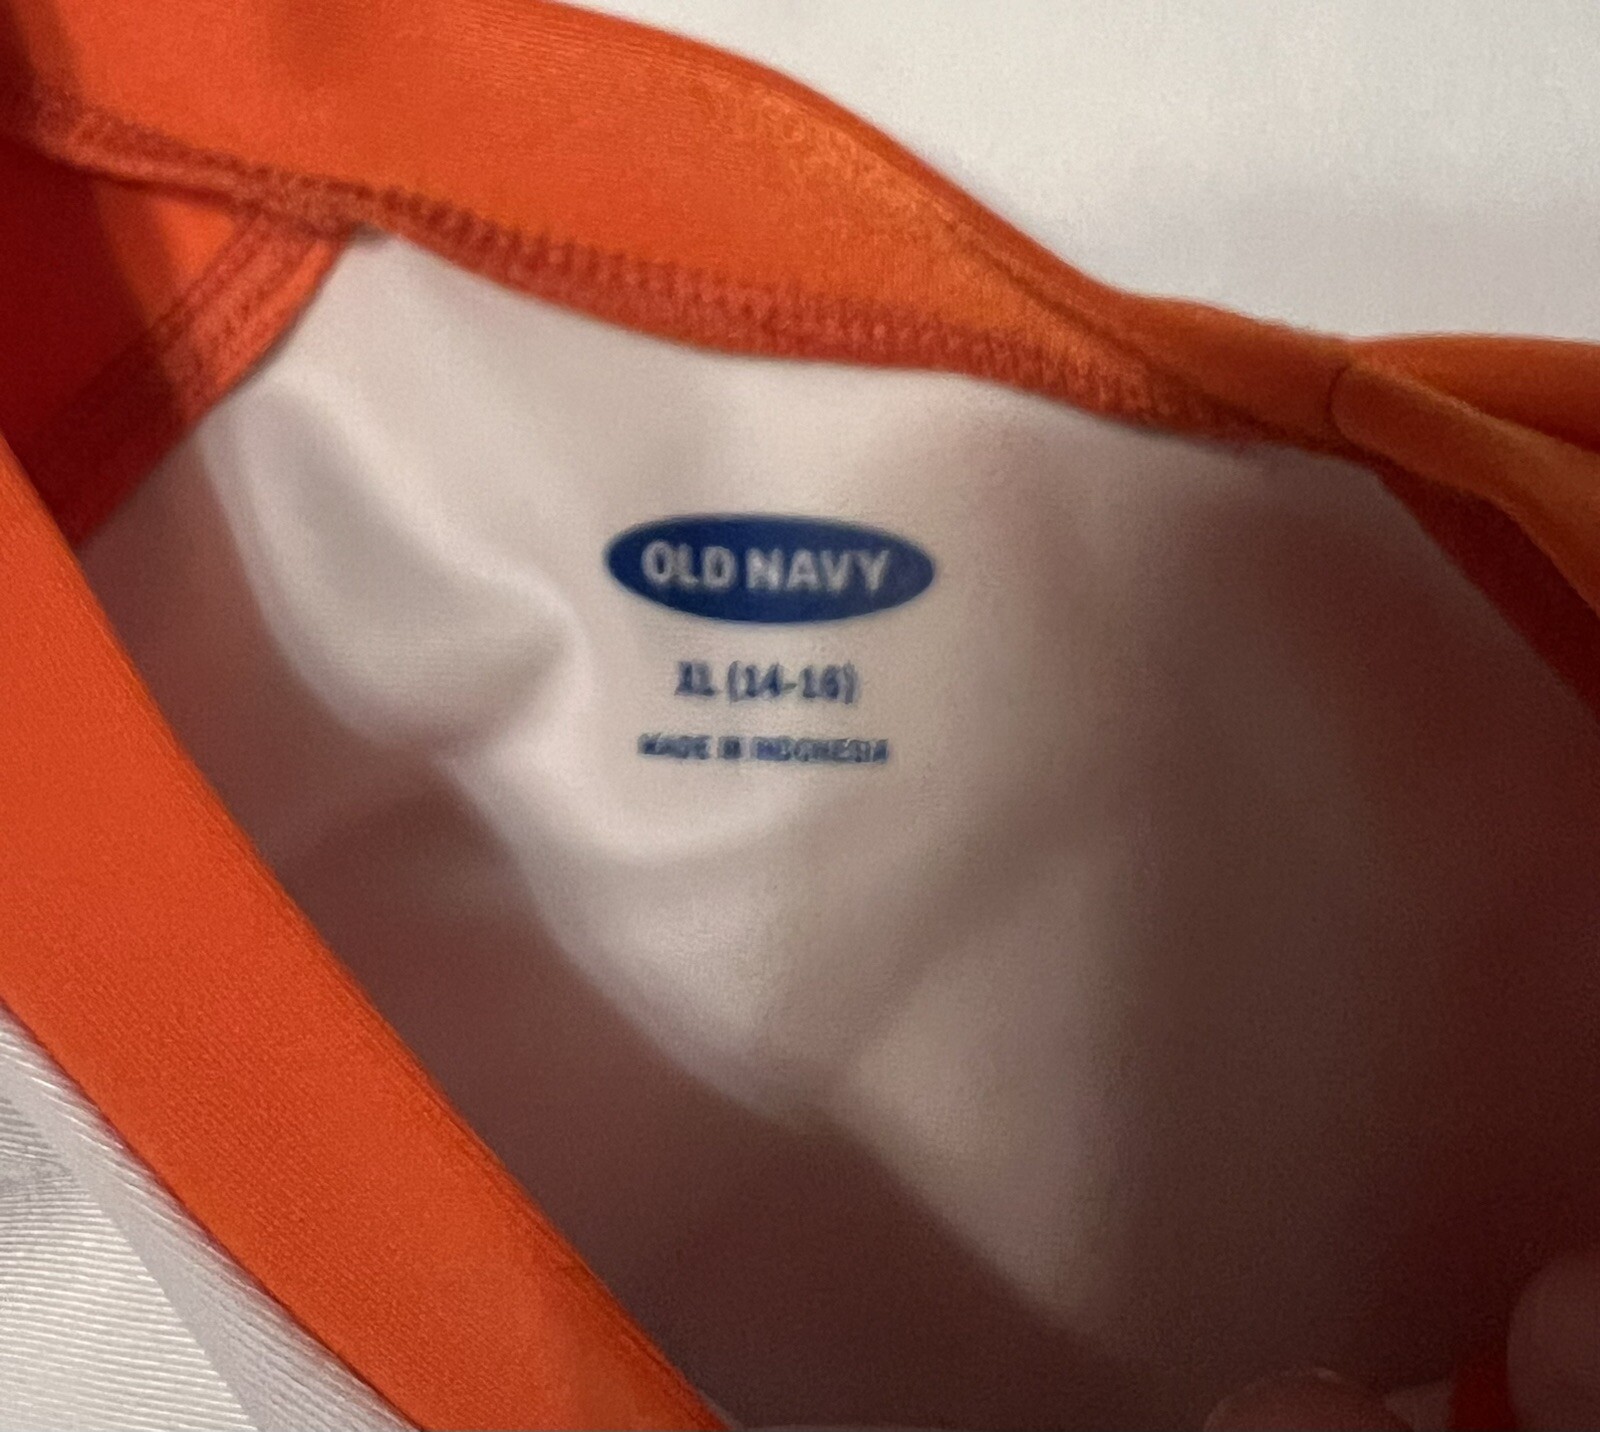 OLD NAVY
XL (14-16)
MADE IN INDONESIA